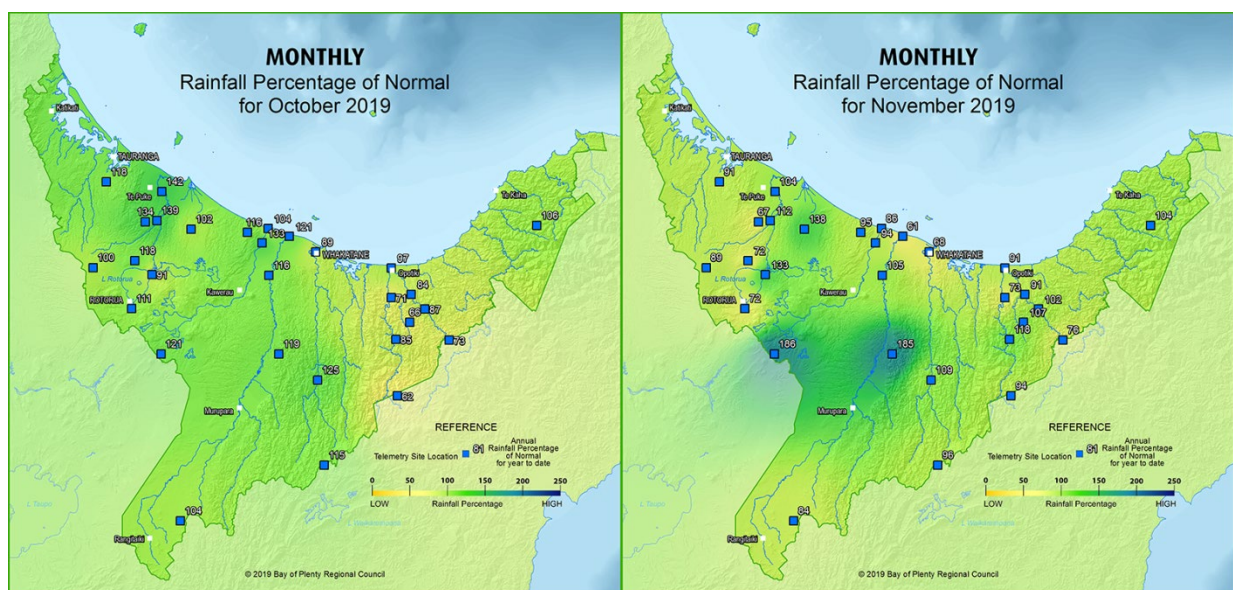 MONTHLY
Rainfall Percentage of Normal
for October 2019
Katikati
TAURANGA
118
142
Te Puke
134
139
102
116
104
121
133
89
WHAKATANE
106
Te Kaha
97
Opotiki
118
100
91
116
L Rotorua
Kawerau
84
71
87
ROTORUA
111
66
85
73
121
119
125
62
Murupara
115
104
Rangitaiki
L Taupo
L Waikaremoana
REFERENCE
Telemetry Site Location
81
Annual
Rainfall Percentage
of Normal
for year to date
0
50
100
150
200
250
LOW
Rainfall Percentage
HIGH
© 2019 Bay of Plenty Regional Council
MONTHLY
Rainfall Percentage of Normal
for November 2019
Katikati
TAURANGA
91
104
Te Puke
67
112
138
95
86
61
94
68
WHAKATANE
104
Te Kaha
91
Opotiki
72
89
133
105
L Rotorua
Kawerau
91
73
102
ROTORUA
72
107
118
76
186
185
109
94
Murupara
96
84
Rangitaiki
L Taupo
L Waikaremoana
REFERENCE
Telemetry Site Location
81
Annual
Rainfall Percentage
of Normal
for year to date
0
50
100
150
200
250
LOW
Rainfall Percentage
HIGH
© 2019 Bay of Plenty Regional Council